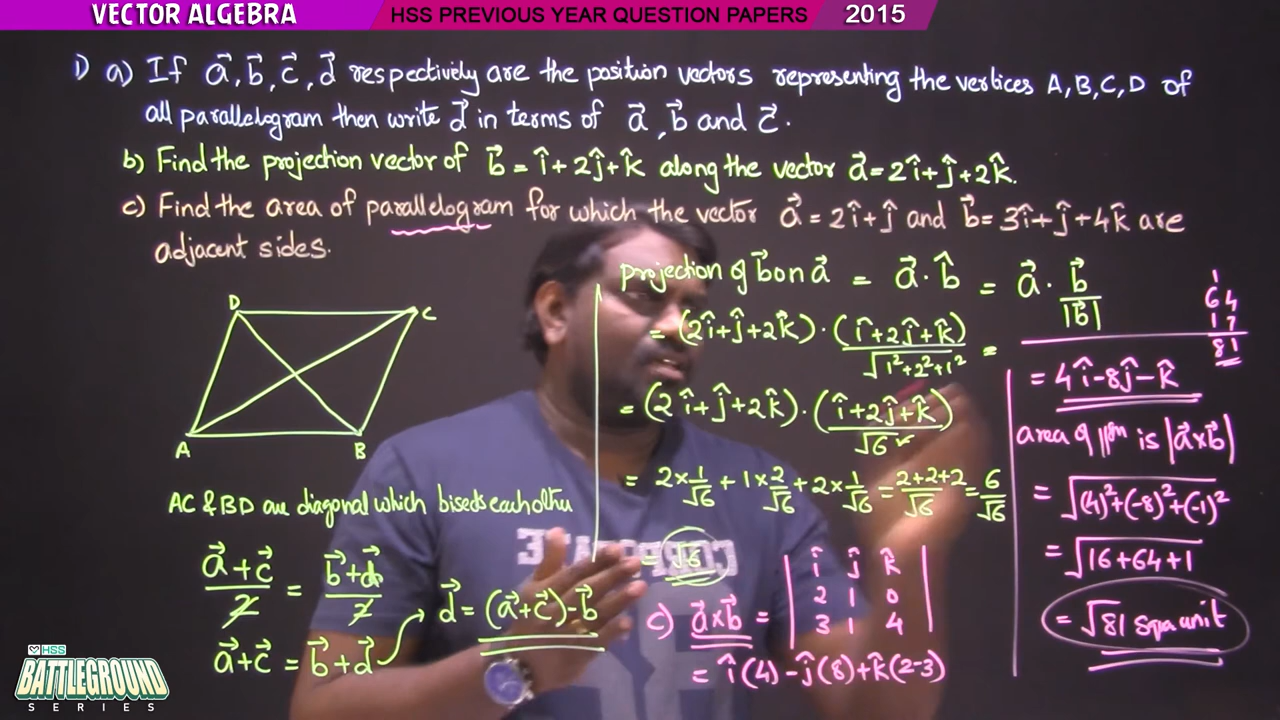 VECTOR ALGEBRA
HSS PREVIOUS YEAR QUESTION PAPERS
2015
1) a) If a⃗, b⃗, c⃗, d⃗ respectively are the position vectors representing the vertices A, B, C, D of
all parallelogram then write d⃗ in terms of a⃗, b⃗ and c⃗.
b) Find the projection vector of b⃗ = î + 2ĵ + k̂ along the vector a⃗ = 2î + ĵ + 2k̂.
c) Find the area of parallelogram for which the vector a⃗ = 2î + ĵ and b⃗ = 3î + ĵ + 4k̂ are
adjacent sides.
D C
A B
AC & BD are diagonal which bisects each other
(a⃗ + c⃗)/2 = (b⃗ + d⃗)/2
a⃗ + c⃗ = b⃗ + d⃗
d⃗ = (a⃗ + c⃗) - b⃗
projection of b⃗ on a⃗ = a⃗ · b̂ = a⃗ · b⃗/|b⃗|
= (2î + ĵ + 2k̂) · (î + 2ĵ + k̂)/√(1² + 2² + 1²) =
= (2î + ĵ + 2k̂) · (î + 2ĵ + k̂)/√6
= 2 × 1/√6 + 1 × 2/√6 + 2 × 1/√6 = (2+2+2)/√6 = 6/√6
= √6
c) a⃗ × b⃗ = | î ĵ k̂ |
| 2 1 0 |
| 3 1 4 |
= î(4) - ĵ(8) + k̂(2-3)
1
64
17
81
= 4î - 8ĵ - k̂
area of ||gm is |a⃗ × b⃗|
= √((4)² + (-8)² + (-1)²)
= √(16 + 64 + 1)
= √81 squ unit
HSS
BATTLEGROUND
SERIES